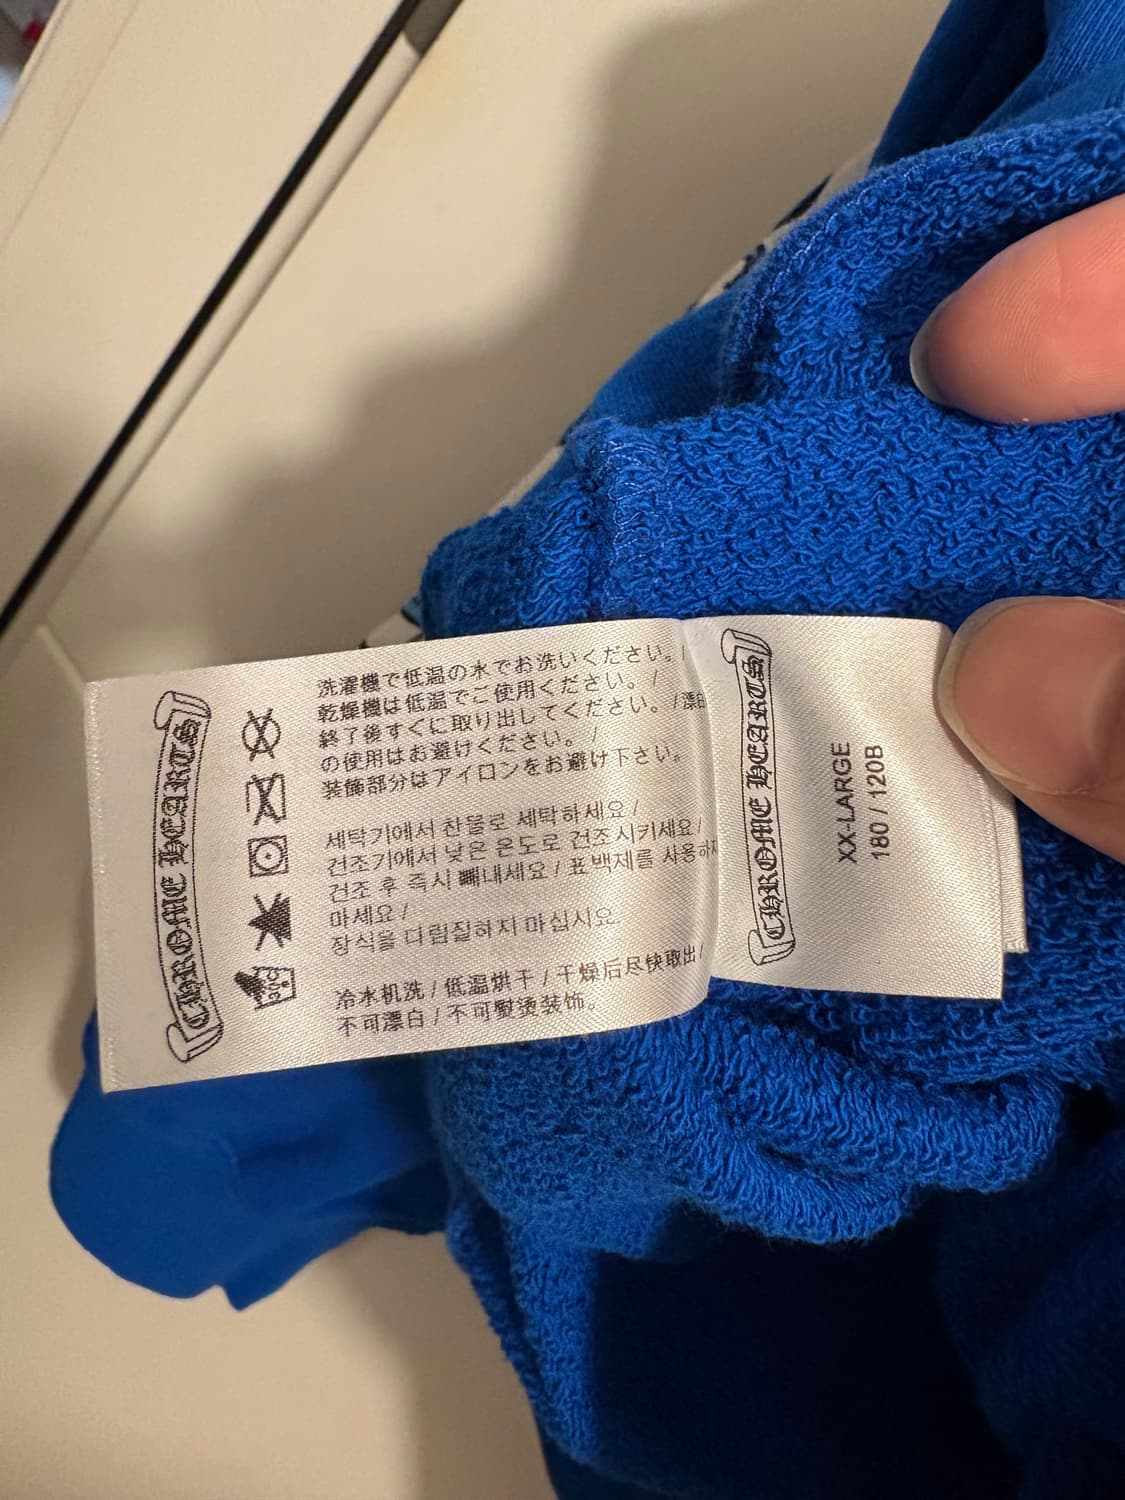 CHROME HEARTS
洗濯機で低温の水でお洗いください。/
乾燥機は低温でご使用ください。/
終了後すぐに取り出してください。/漂白
の使用はお避けください。/
装飾部分はアイロンをお避け下さい。
세탁기에서 찬물로 세탁하세요 /
건조기에서 낮은 온도로 건조 시키세요 /
건조 후 즉시 빼내세요 / 표백제를 사용하지
마세요 /
장식을 다림질하지 마십시요
冷水机洗 / 低温烘干 / 干燥后尽快取出 /
不可漂白 / 不可熨烫装饰。
CHROME HEARTS
XX-LARGE
180 / 120B